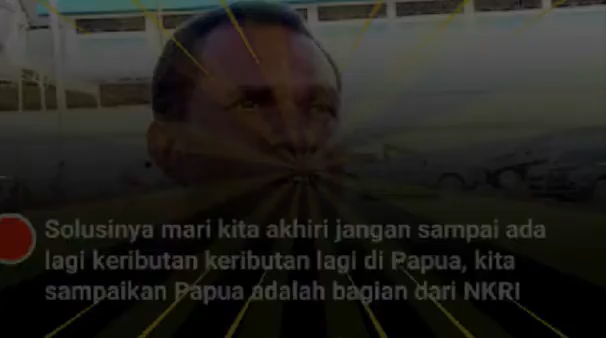 Solusinya mari kita akhiri jangan sampai ada
lagi keributan keributan lagi di Papua, kita
sampaikan Papua adalah bagian dari NKRI